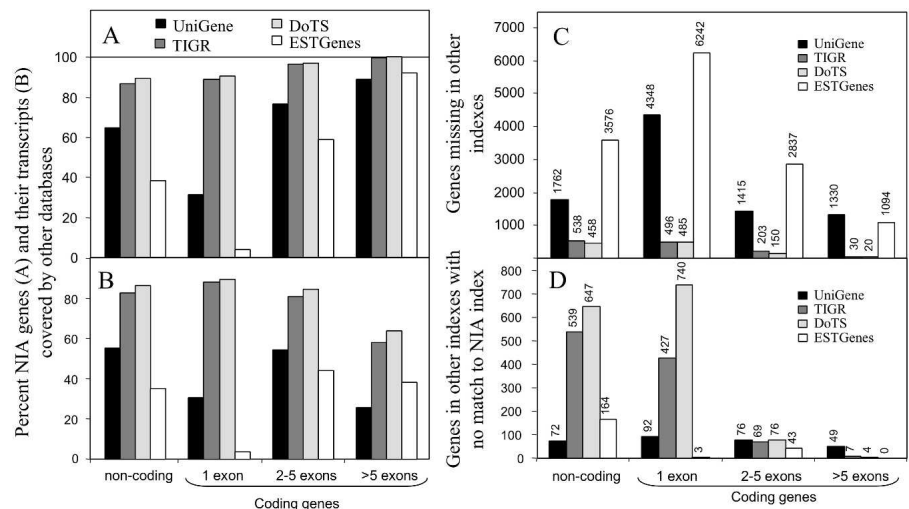 A
UniGene
TIGR
DoTS
ESTGenes
Percent NIA genes (A) and their transcripts (B)
covered by other databases
100
80
60
40
20
0
B
80
60
40
20
0
non-coding
1 exon
2-5 exons
>5 exons
Coding genes
C
UniGene
TIGR
DoTS
ESTGenes
Genes missing in other
indexes
7000
6000
5000
4000
3000
2000
1000
1762
538
458
3576
4348
496
485
6242
1415
203
150
2837
1330
30
20
1094
D
UniGene
TIGR
DoTS
ESTGenes
Genes in other indexes with
no match to NIA index
800
700
600
500
400
300
200
100
0
72
539
647
164
92
427
740
3
76
69
76
43
49
7
4
0
non-coding
1 exon
2-5 exons
>5 exons
Coding genes